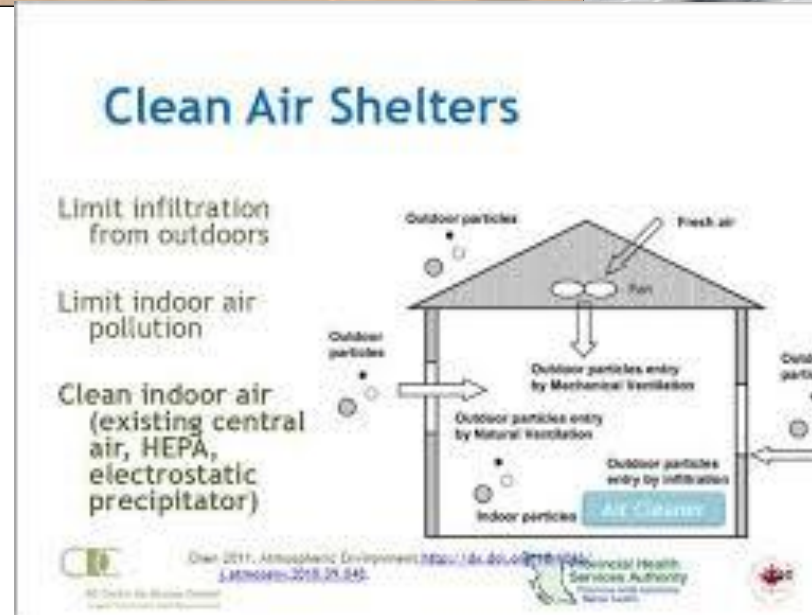 Clean Air Shelters
Limit infiltration
from outdoors
Limit indoor air
pollution
Clean indoor air
(existing central
air, HEPA,
electrostatic
precipitator)
Outdoor particles
Fresh air
Fan
Outdoor
particles
Outdoor particles entry
by Mechanical Ventilation
Outdoor particles entry
by Natural Ventilation
Outdoor particles
entry by infiltration
Indoor particles
Air Cleaner
Chen 2011, Atmospheric Environment
Provincial Health
Services Authority